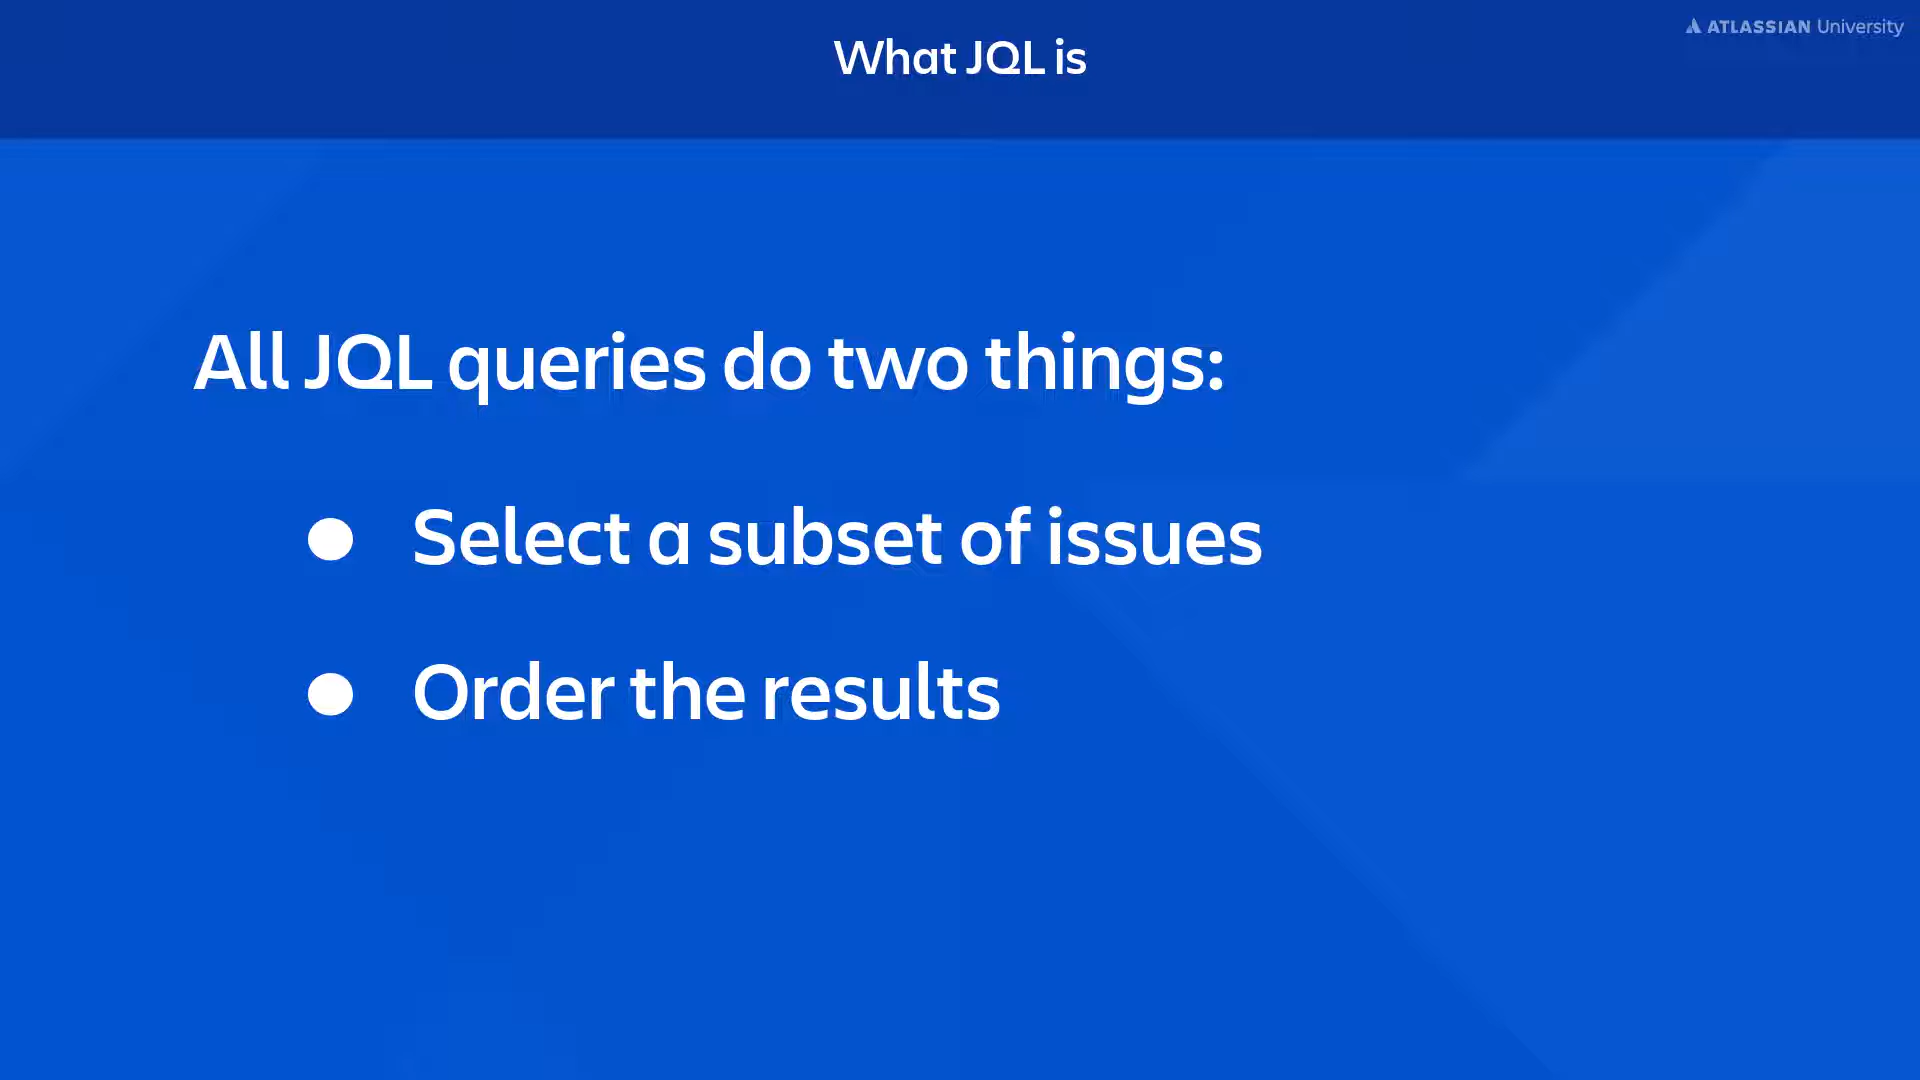 ATLASSIAN University
What JQL is
All JQL queries do two things:
● Select a subset of issues
● Order the results